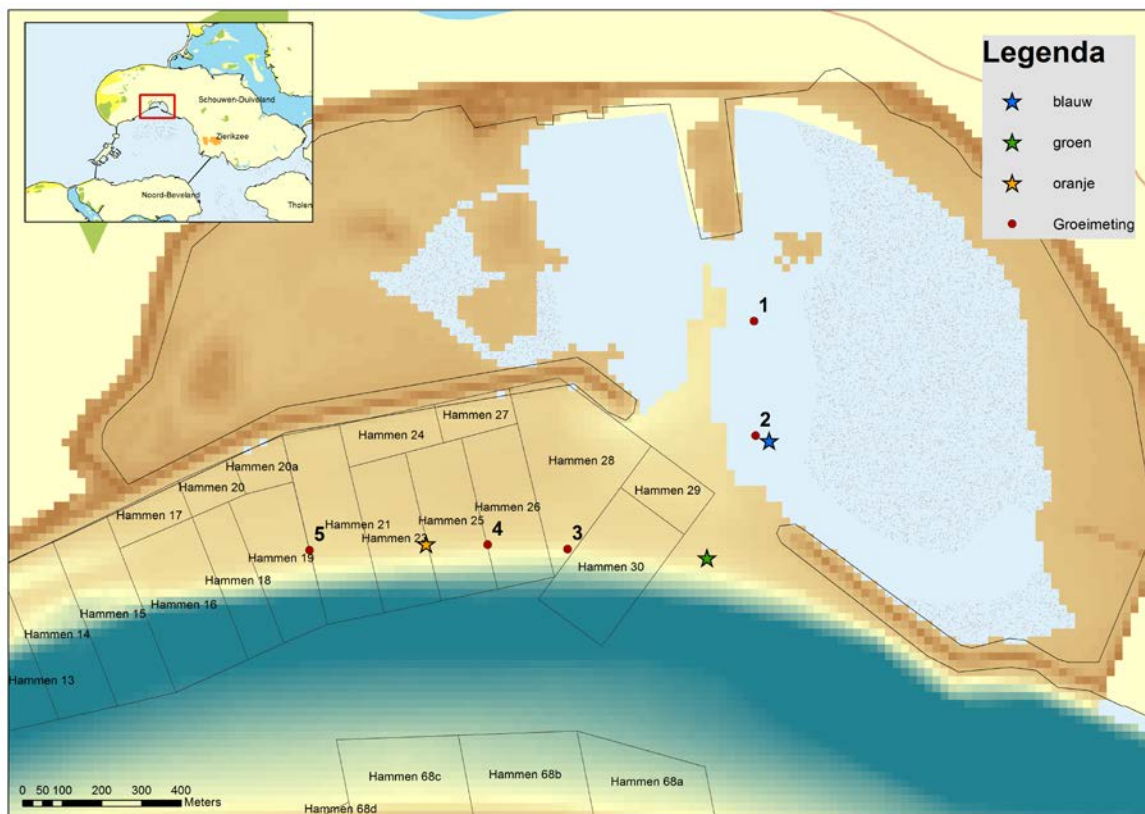 Schouwen-Duiveland
Zierikzee
Noord-Beveland
Tholen
Legenda
blauw
groen
oranje
Groeimeting
1
2
Hammen 27
Hammen 24
Hammen 28
Hammen 20a
Hammen 29
Hammen 20
Hammen 17
Hammen 26
Hammen 25
Hammen 21
5
4
3
Hammen 23
Hammen 19
Hammen 30
Hammen 18
Hammen 16
Hammen 15
Hammen 14
Hammen 13
Hammen 68c
Hammen 68b
Hammen 68a
0 50 100 200 300 400
Meters
Hammen 68d